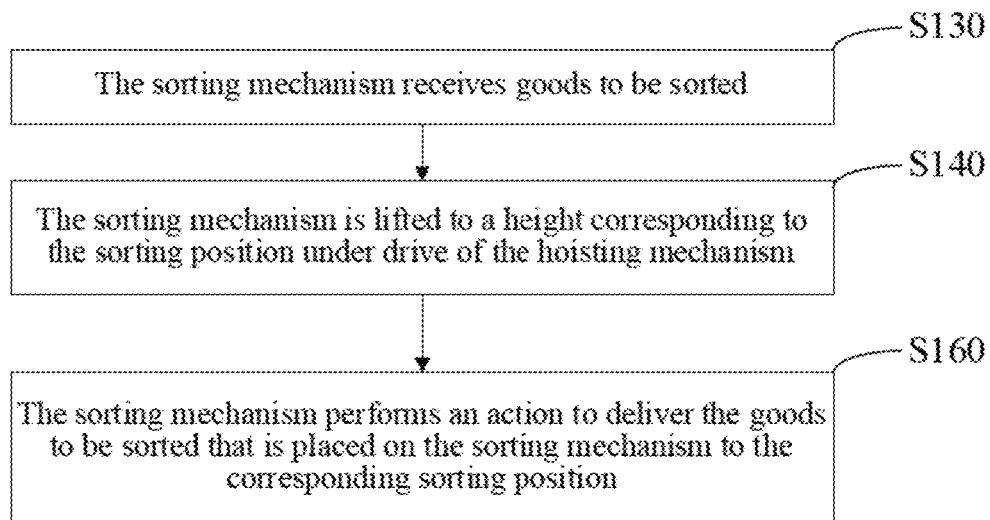 S130
The sorting mechanism receives goods to be sorted
S140
The sorting mechanism is lifted to a height corresponding to
the sorting position under drive of the hoisting mechanism
S160
The sorting mechanism performs an action to deliver the goods
to be sorted that is placed on the sorting mechanism to the
corresponding sorting position